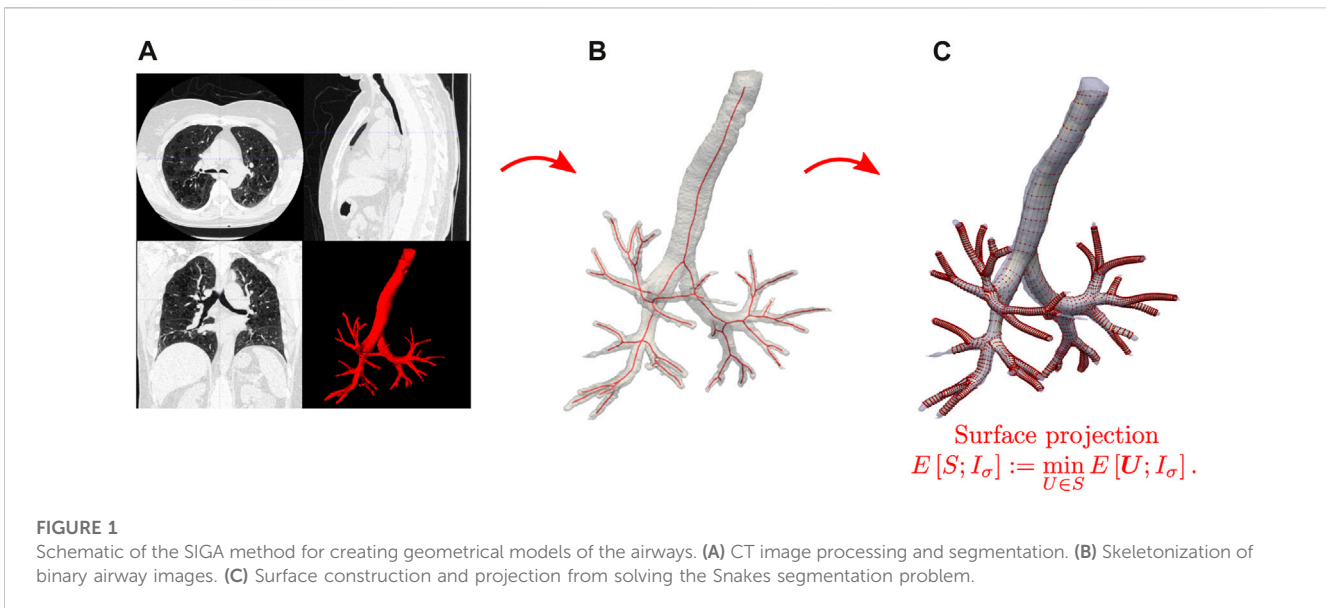 A
B
C
Surface projection
E [S; I_σ] := min_{U∈S} E [U; I_σ] .
FIGURE 1
Schematic of the SIGA method for creating geometrical models of the airways. (A) CT image processing and segmentation. (B) Skeletonization of
binary airway images. (C) Surface construction and projection from solving the Snakes segmentation problem.